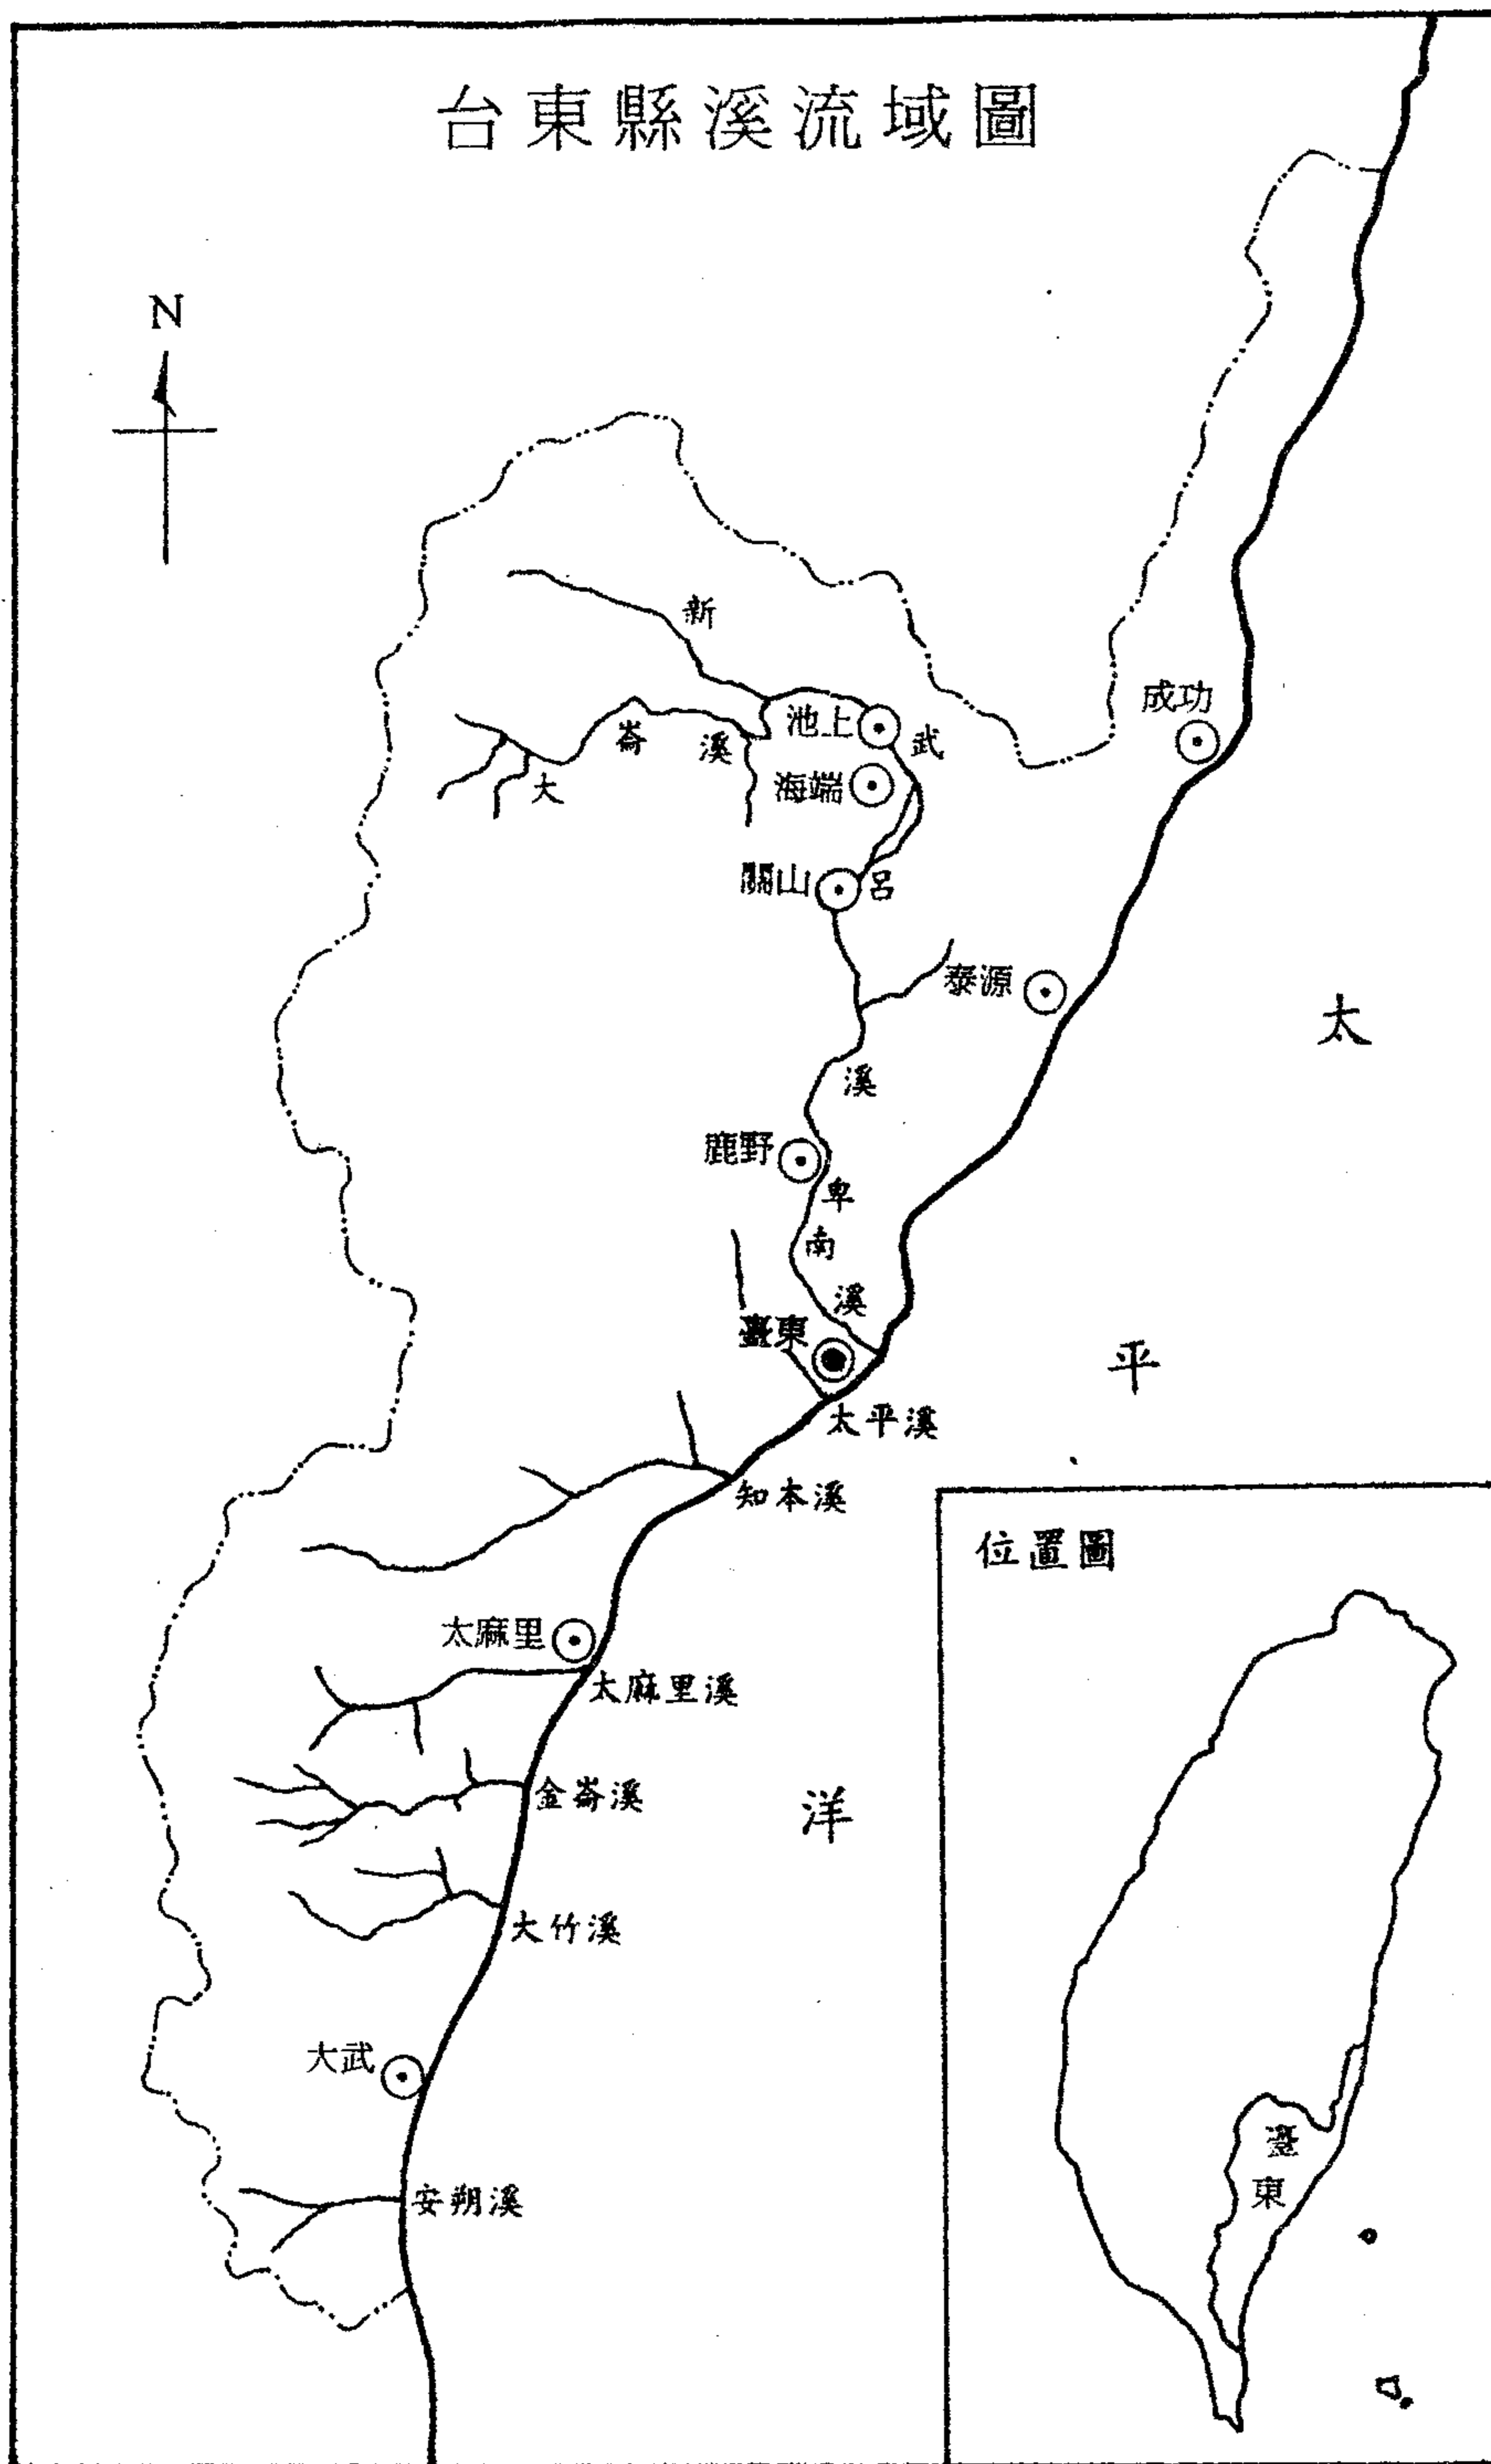 台東縣溪流域圖
N
新
武
呂
溪
大
崙
溪
池上
海端
關山
成功
泰源
鹿野
卑
南
溪
臺東
太平溪
知本溪
太麻里
太麻里溪
金崙溪
大竹溪
大武
安朔溪
太
平
洋
位置圖
臺
東